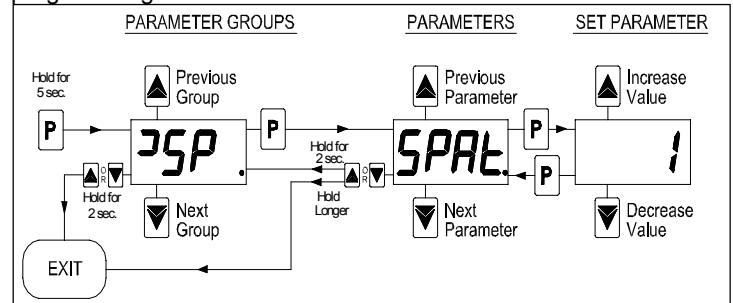 PARAMETER GROUPS PARAMETERS SET PARAMETER
Hold for
5 sec.
P
Previous
Group
P
Previous
Parameter
P
Increase
Value
SP.
Hold for
2 sec.
SPAt.
1
P
O
R
Hold for
2 sec.
O
R
Hold
Longer
Next
Group
Next
Parameter
Decrease
Value
EXIT